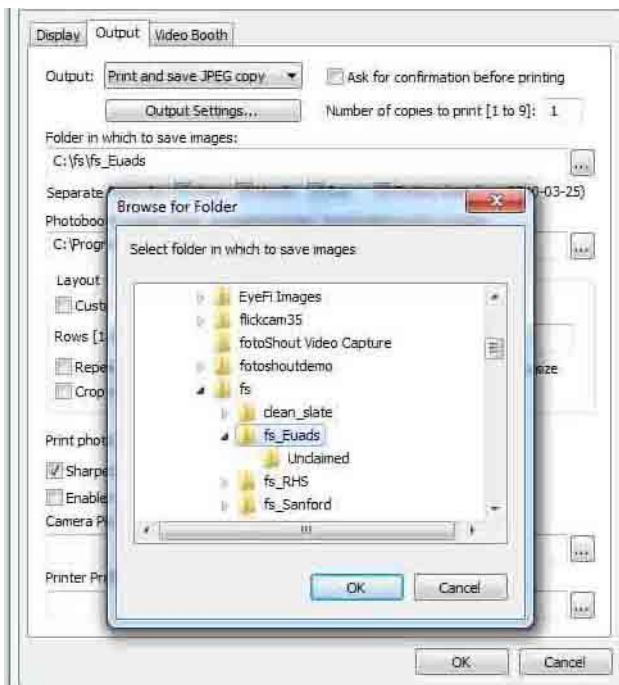 Display Output Video Booth
Output: Print and save JPEG copy Ask for confirmation before printing
Output Settings... Number of copies to print [1 to 9]: 1
Folder in which to save images:
C:\fs\fs_Euads
...
Separate -03-25)
Browse for Folder
Photoboo
C:\Progr
...
Select folder in which to save images
Layout
Cust
Rows [1
Repe
Crop
EyeFi Images
flickcam35
fotoShout Video Capture
fotoshoutdemo
fs
clean_slate
fs_Euads
Unclaimed
fs_RHS
fs_Sanford
Print phot
Sharpe
Enable
Camera P
...
Printer Pr
...
OK Cancel
OK Cancel